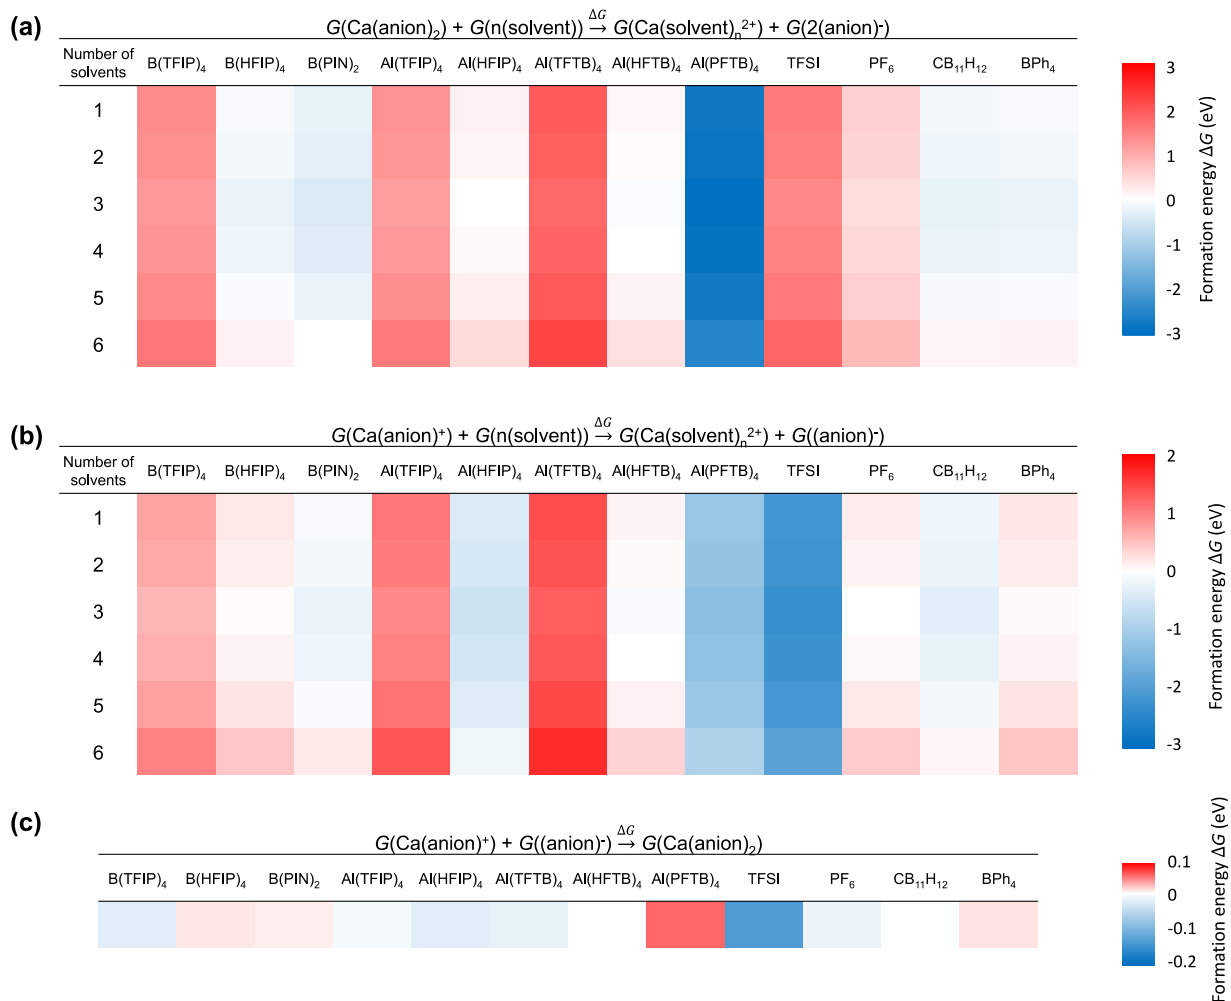 (a)
G(Ca(anion)₂) + G(n(solvent)) ΔG→ G(Ca(solvent)ₙ²⁺) + G(2(anion)⁻)
Number of solvents B(TFIP)₄ B(HFIP)₄ B(PIN)₂ Al(TFIP)₄ Al(HFIP)₄ Al(TFTB)₄ Al(HFTB)₄ Al(PFTB)₄ TFSI PF₆ CB₁₁H₁₂ BPh₄
1
2
3
4
5
6
3
2
1
0
-1
-2
-3
Formation energy ΔG (eV)
(b)
G(Ca(anion)⁺) + G(n(solvent)) ΔG→ G(Ca(solvent)ₙ²⁺) + G((anion)⁻)
Number of solvents B(TFIP)₄ B(HFIP)₄ B(PIN)₂ Al(TFIP)₄ Al(HFIP)₄ Al(TFTB)₄ Al(HFTB)₄ Al(PFTB)₄ TFSI PF₆ CB₁₁H₁₂ BPh₄
1
2
3
4
5
6
2
1
0
-1
-2
-3
Formation energy ΔG (eV)
(c)
G(Ca(anion)⁺) + G((anion)⁻) ΔG→ G(Ca(anion)₂)
B(TFIP)₄ B(HFIP)₄ B(PIN)₂ Al(TFIP)₄ Al(HFIP)₄ Al(TFTB)₄ Al(HFTB)₄ Al(PFTB)₄ TFSI PF₆ CB₁₁H₁₂ BPh₄
0.1
0
-0.1
-0.2
Formation energy ΔG (eV)